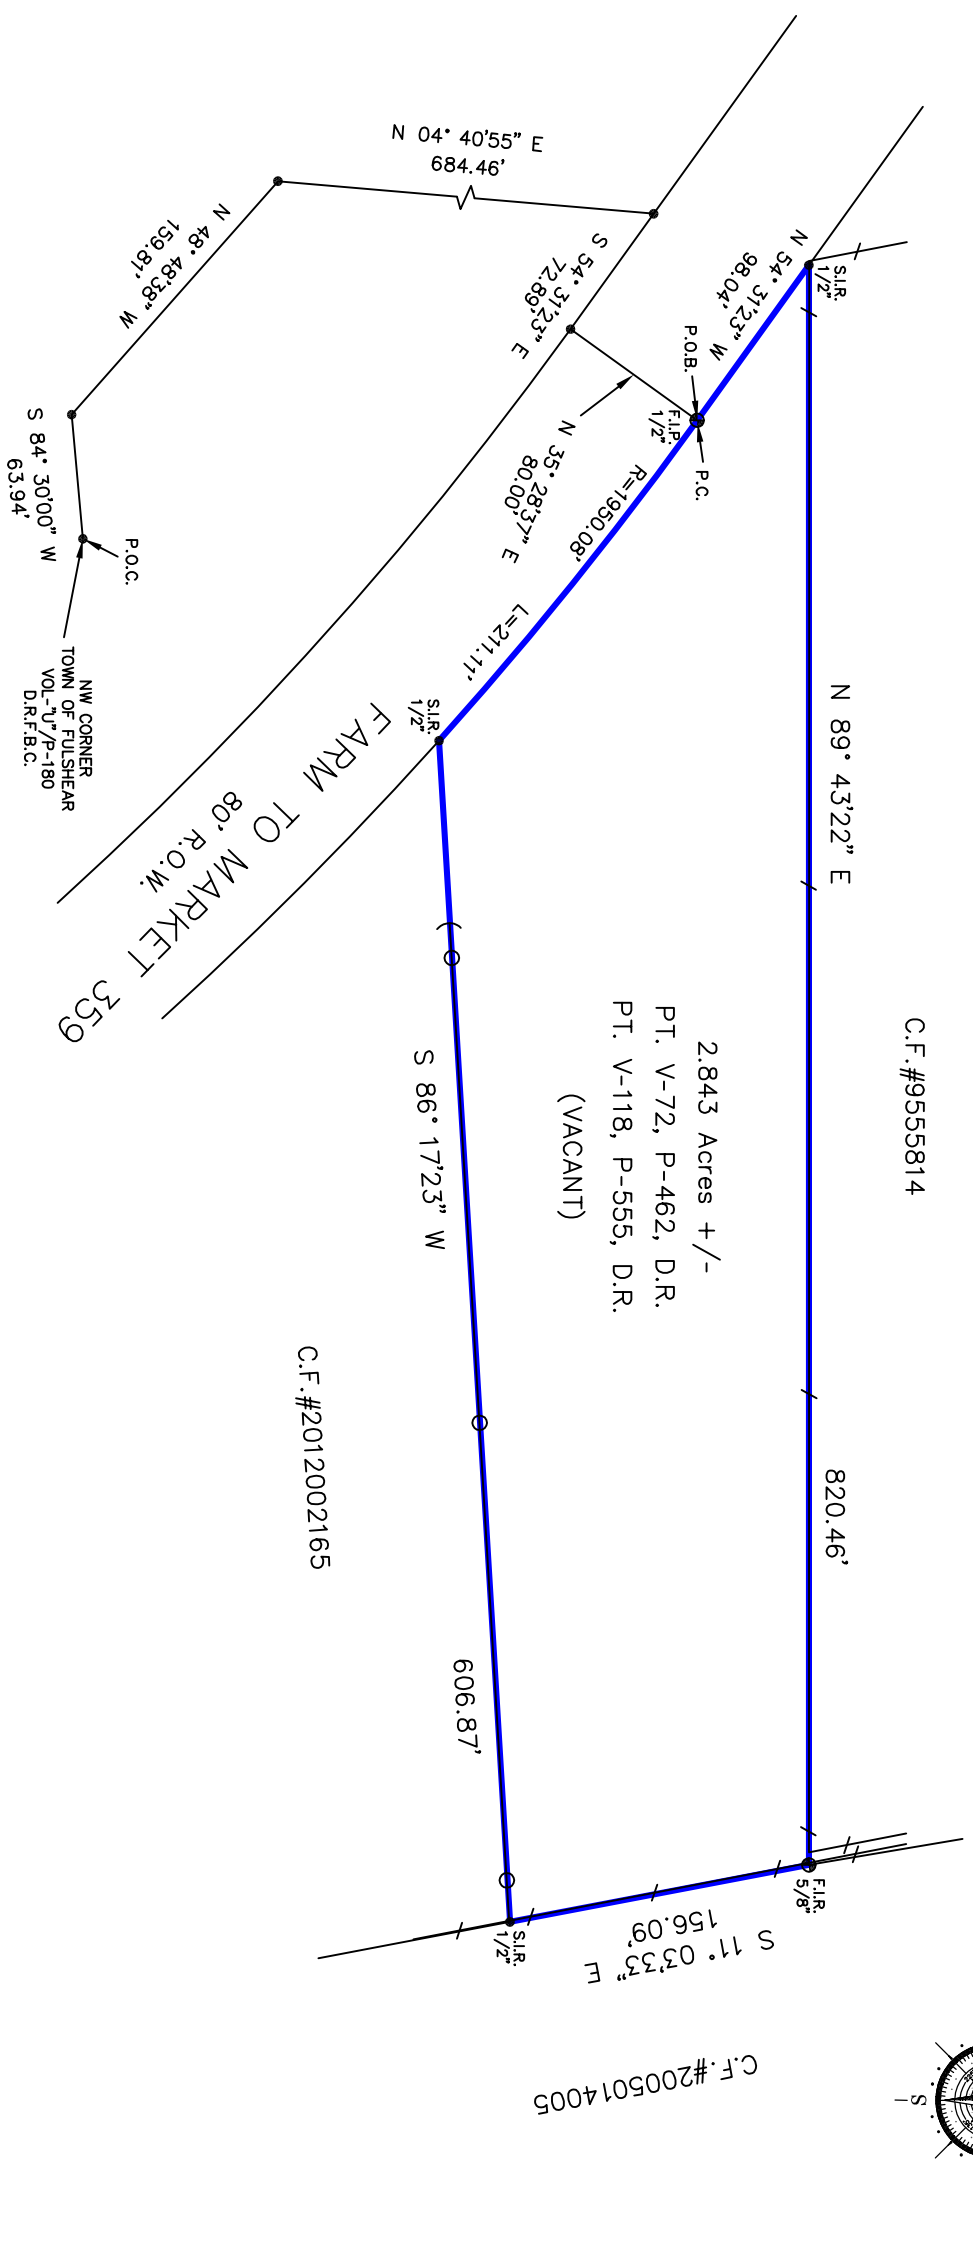 C.F.#9555814
N 89° 43'22" E
820.46'
S.I.R.
1/2"
N 54° 31'23" W
98.04'
P.O.B.
F.I.P.
1/2"
P.C.
R=1950.08'
L=211.11'
S.I.R.
1/2"
N 04° 40'55" E
684.46'
S 54° 31'23" E
72.89'
N 35° 28'37" E
80.00'
N 48° 48'38" W
159.81'
S 84° 30'00" W
63.94'
P.O.C.
NW CORNER
TOWN OF FULSHEAR
VOL-"U"/P-180
D.R.F.B.C.
FARM TO MARKET 359
80' R.O.W.
2.843 Acres +/-
PT. V-72, P-462, D.R.
PT. V-118, P-555, D.R.
(VACANT)
S 86° 17'23" W
606.87'
C.F.#2012002165
F.I.R.
5/8"
S 11° 03'33" E
156.09'
S.I.R.
1/2"
C.F.#2005014005
S